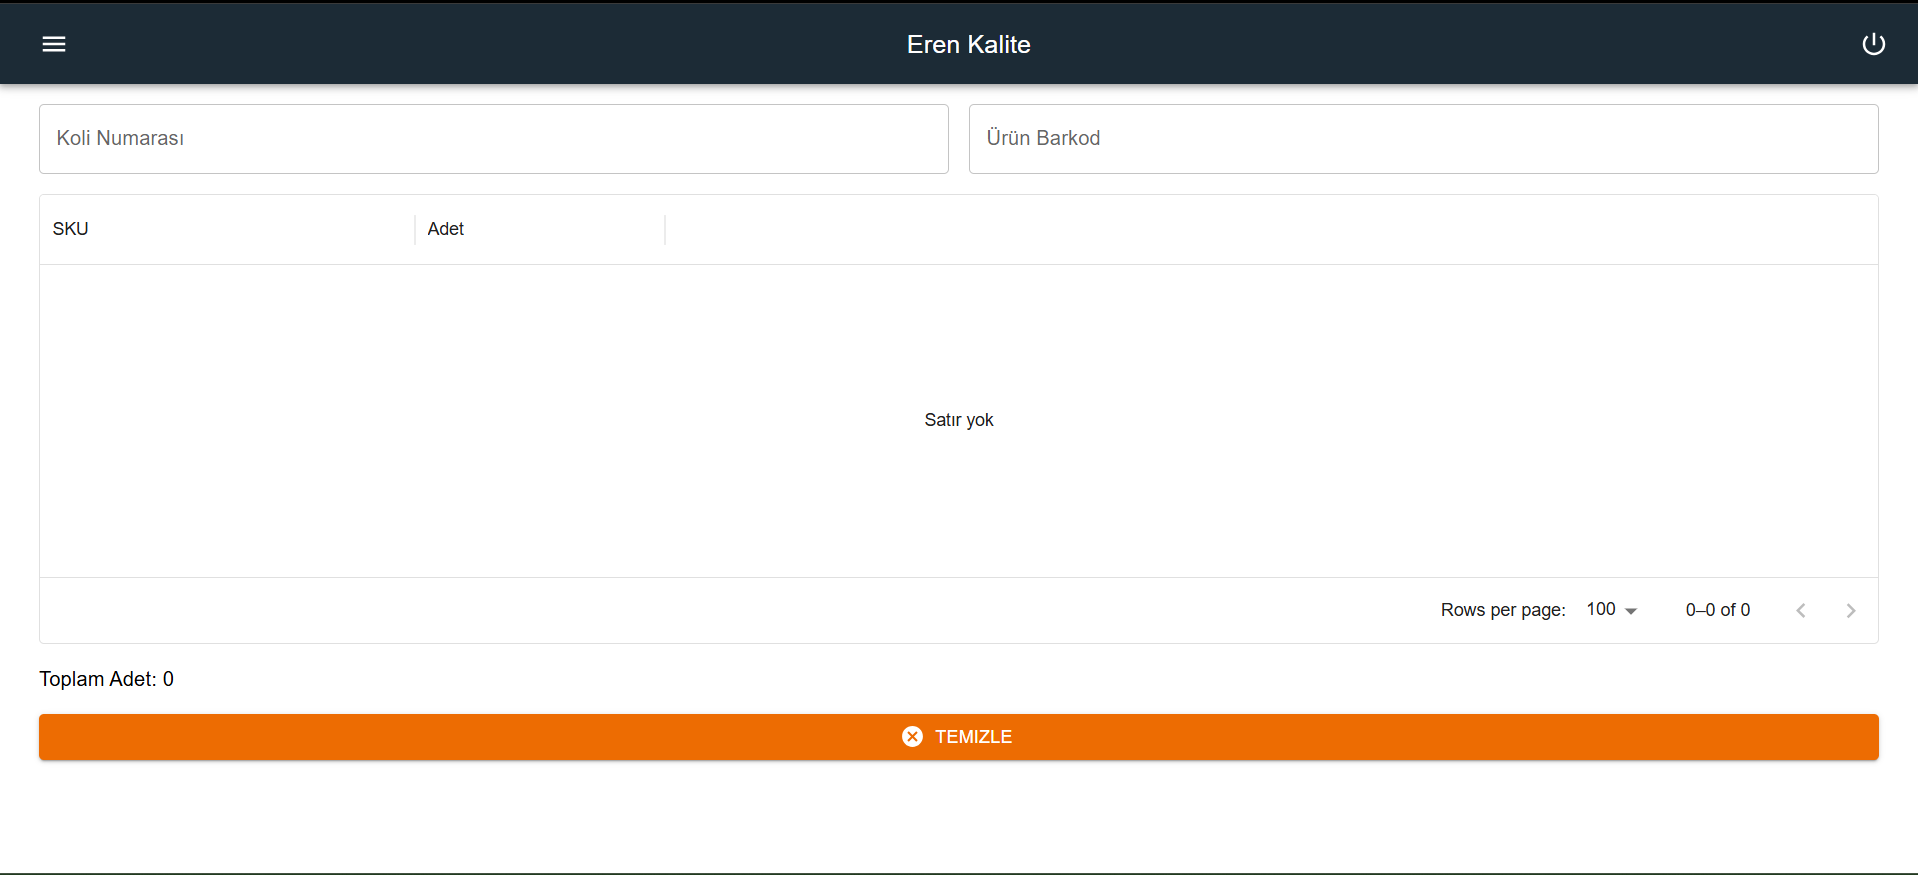 Eren Kalite
Koli Numarası
Ürün Barkod
SKU
Adet
Satır yok
Rows per page: 100 0–0 of 0
Toplam Adet: 0
TEMIZLE